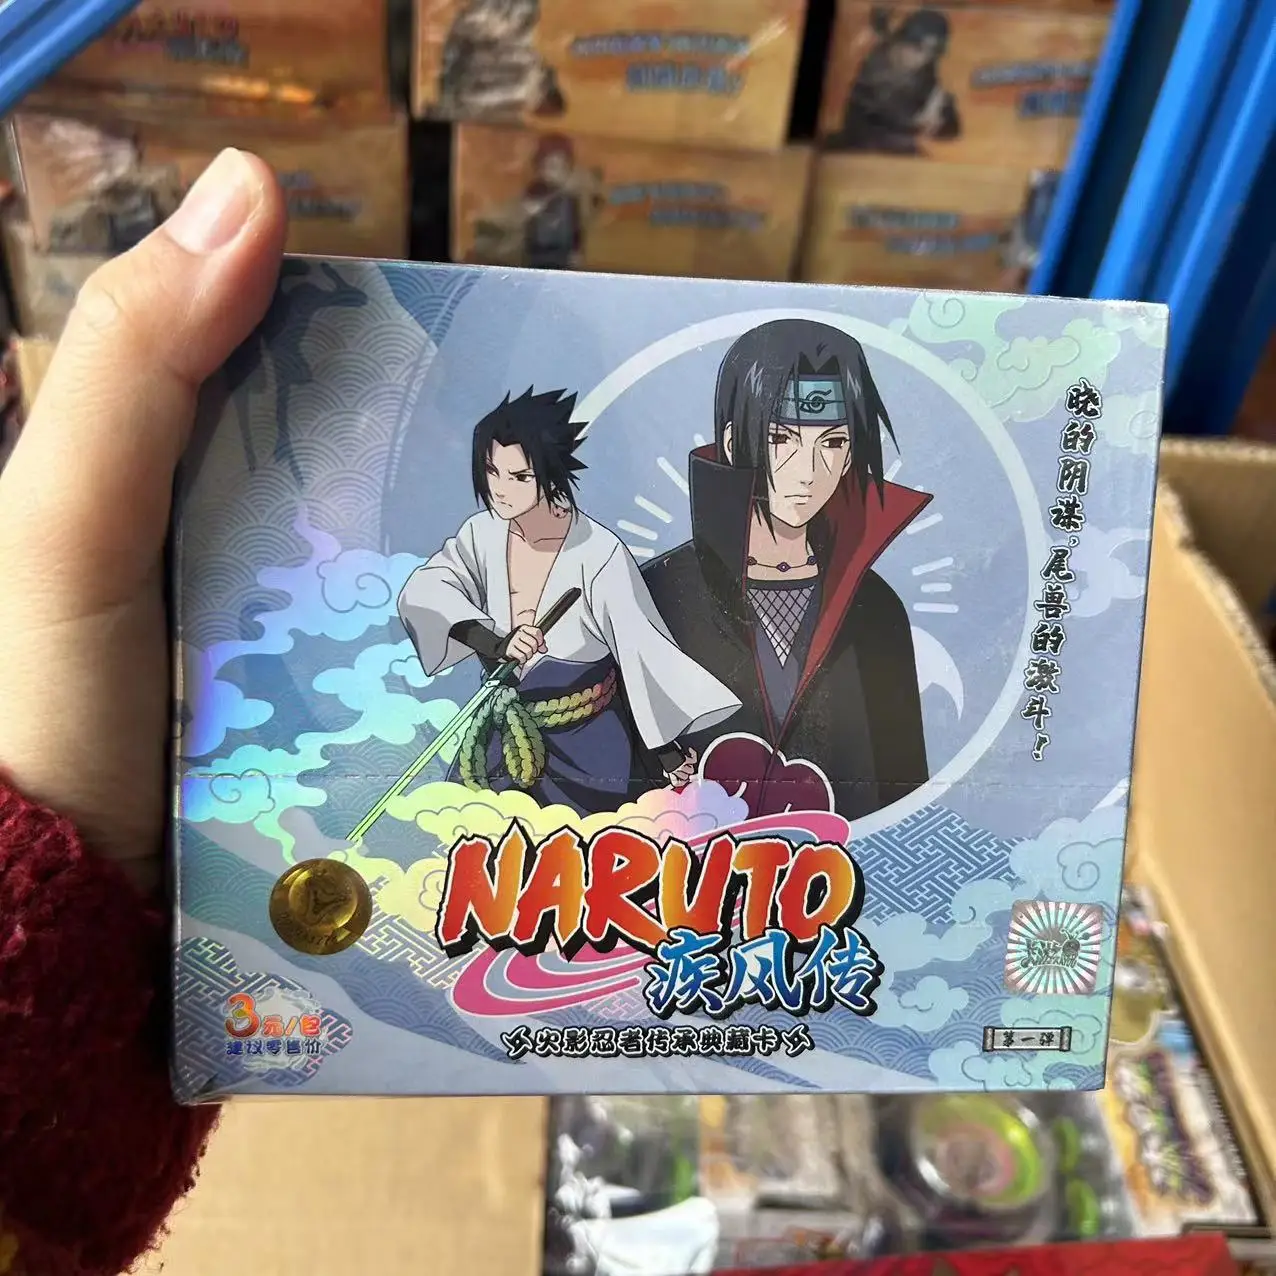 晓的阴谋，尾兽的激斗！
NARUTO
疾风传
火影忍者传承典藏卡
3元/包
建议零售价
第一弹